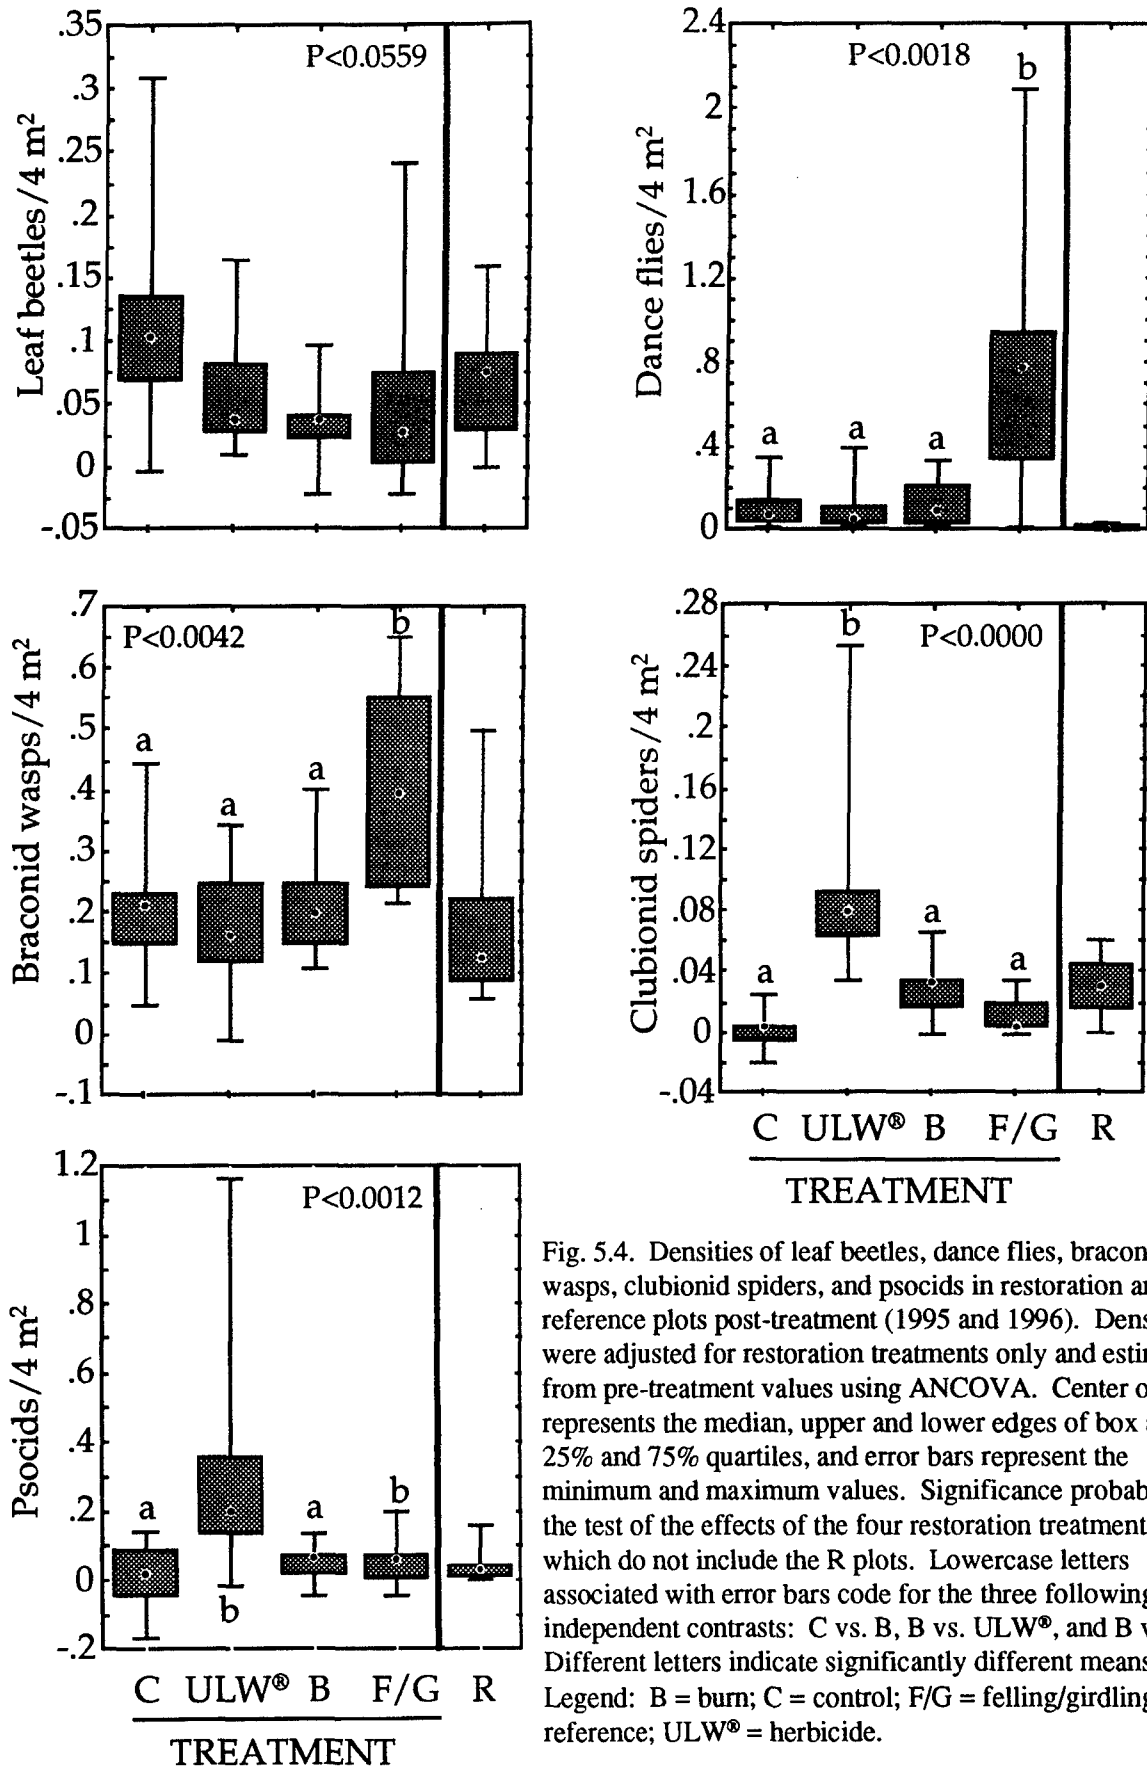 .35
.3
.25
.2
.15
.1
.05
0
-.05
Leaf beetles/4 m²
P<0.0559
2.4
2
1.6
1.2
.8
.4
0
Dance flies/4 m²
P<0.0018
a
a
a
b
.7
.6
.5
.4
.3
.2
.1
0
-.1
Braconid wasps/4 m²
P<0.0042
a
a
a
b
.28
.24
.2
.16
.12
.08
.04
0
-.04
Clubionid spiders/4 m²
P<0.0000
a
b
a
a
C ULW® B F/G R
TREATMENT
1.2
1
.8
.6
.4
.2
0
-.2
Psocids/4 m²
P<0.0012
a
b
a
b
C ULW® B F/G R
TREATMENT
Fig. 5.4. Densities of leaf beetles, dance flies, bracon
wasps, clubionid spiders, and psocids in restoration an
reference plots post-treatment (1995 and 1996). Dens
were adjusted for restoration treatments only and estin
from pre-treatment values using ANCOVA. Center o
represents the median, upper and lower edges of box
25% and 75% quartiles, and error bars represent the
minimum and maximum values. Significance probab
the test of the effects of the four restoration treatment
which do not include the R plots. Lowercase letters
associated with error bars code for the three following
independent contrasts: C vs. B, B vs. ULW®, and B v
Different letters indicate significantly different means
Legend: B = burn; C = control; F/G = felling/girdling
reference; ULW® = herbicide.